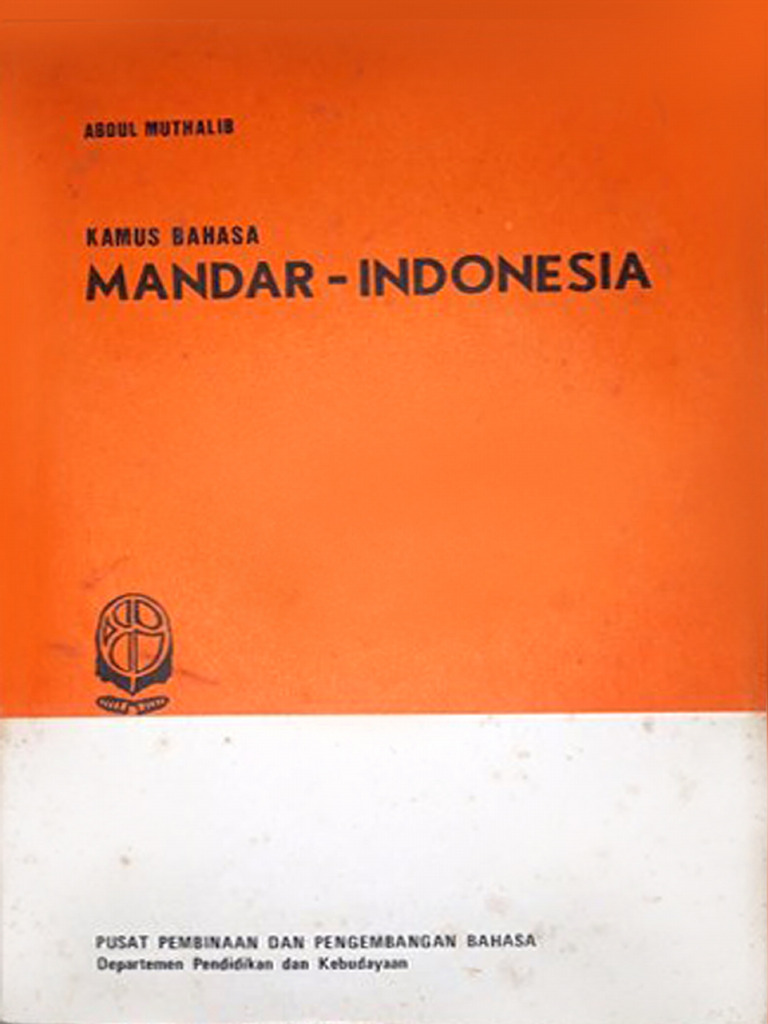 ABDUL MUTHALIB
KAMUS BAHASA
MANDAR - INDONESIA
PUSAT PEMBINAAN DAN PENGEMBANGAN BAHASA
Departemen Pendidikan dan Kebudayaan